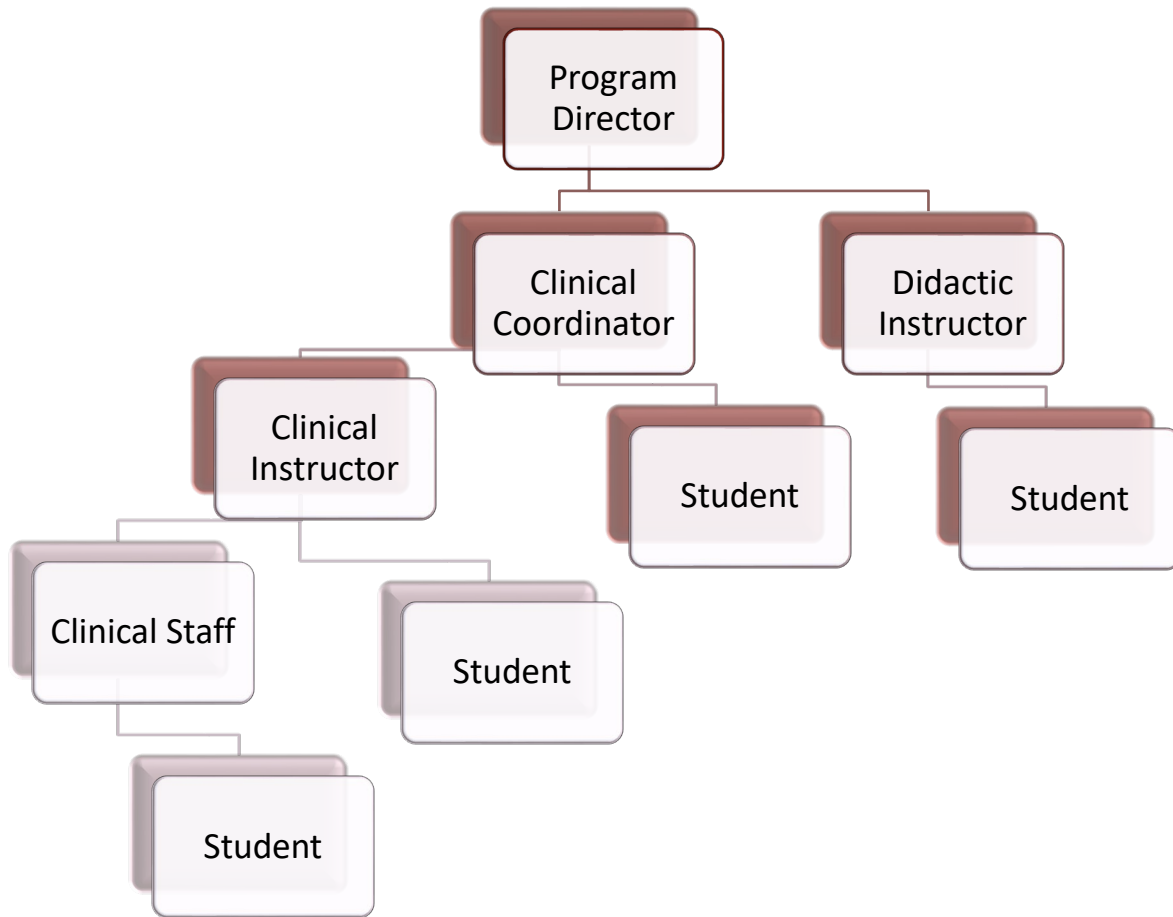 Program
Director
Clinical
Coordinator
Didactic
Instructor
Clinical
Instructor
Student
Student
Clinical Staff
Student
Student